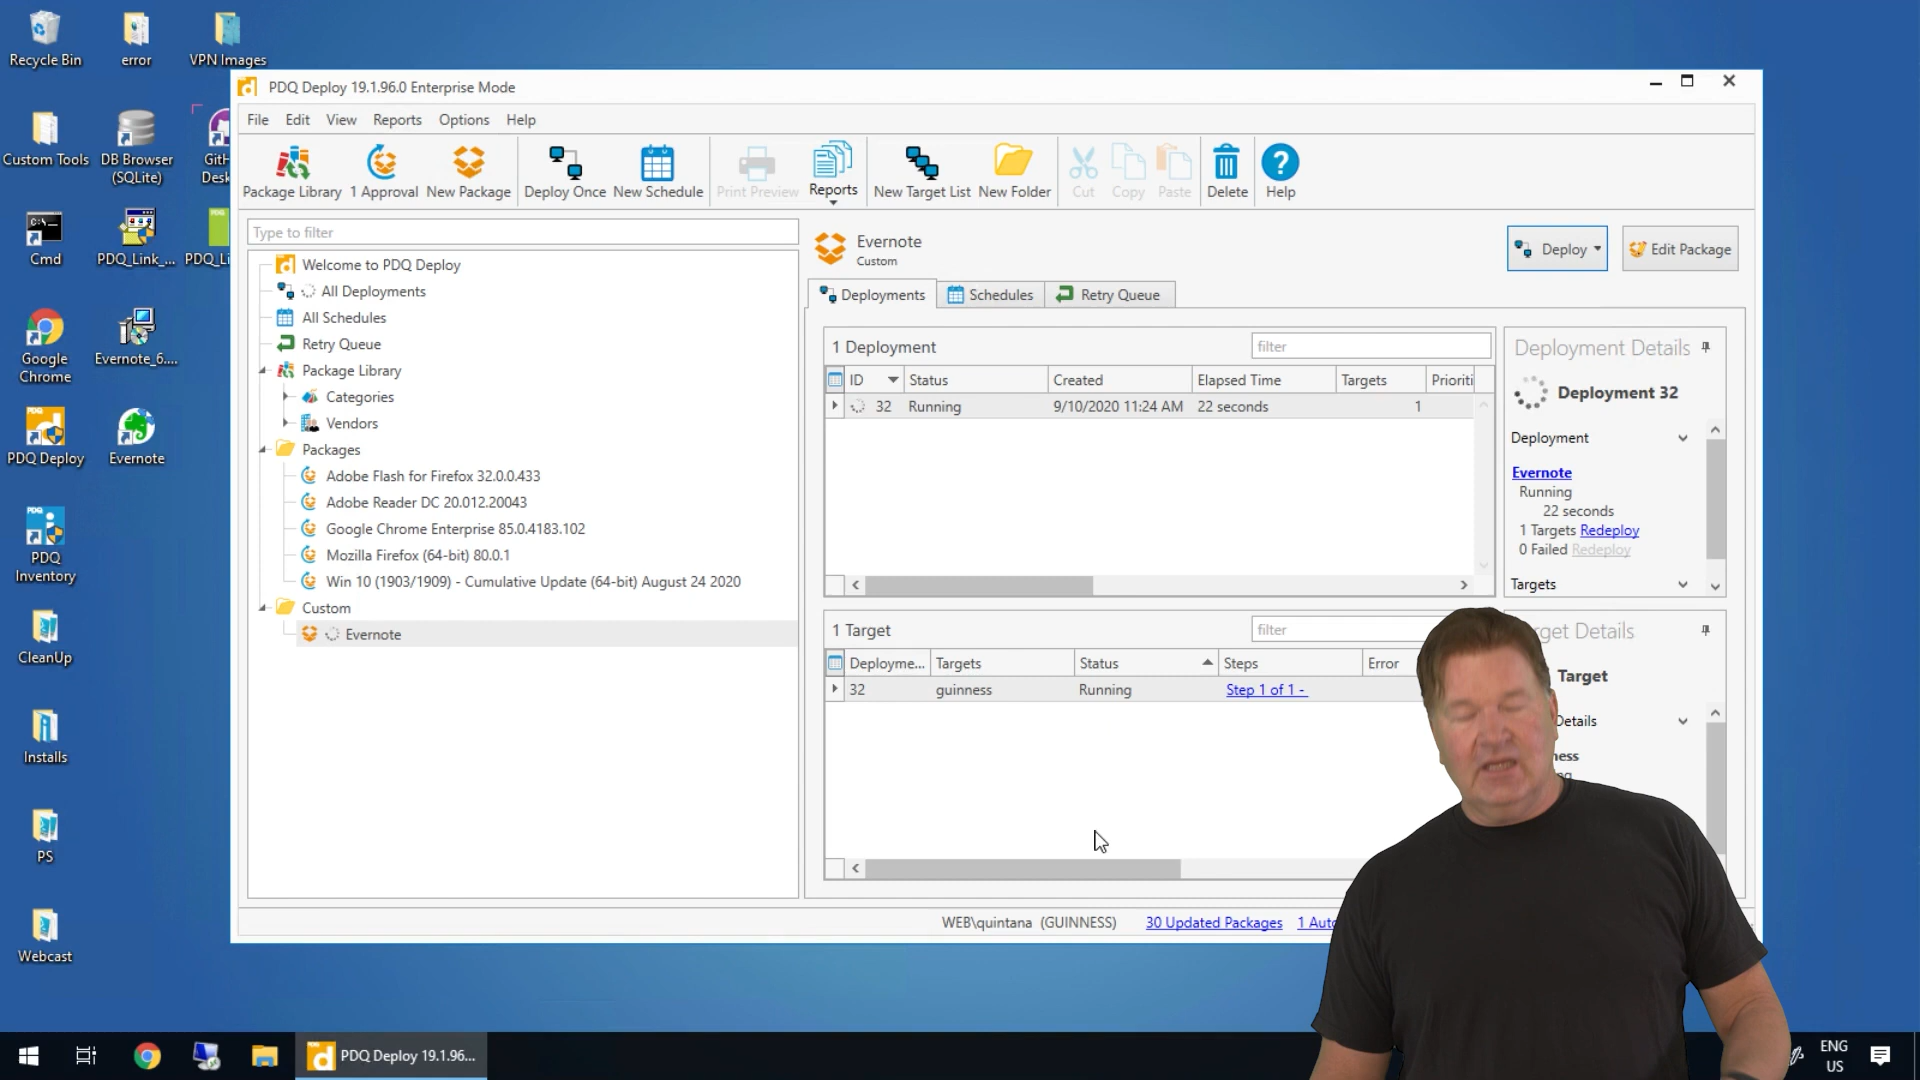 Recycle Bin
error
VPN Images
Custom Tools
DB Browser
(SQLite)
GitH
Desk
Cmd
PDQ_Link_...
PDQ_Li
Google
Chrome
Evernote_6....
PDQ Deploy
Evernote
PDQ
Inventory
CleanUp
Installs
PS
Webcast
PDQ Deploy 19.1.96.0 Enterprise Mode
File Edit View Reports Options Help
Package Library 1 Approval New Package Deploy Once New Schedule Print Preview Reports New Target List New Folder Cut Copy Paste Delete Help
Type to filter
Welcome to PDQ Deploy
All Deployments
All Schedules
Retry Queue
Package Library
Categories
Vendors
Packages
Adobe Flash for Firefox 32.0.0.433
Adobe Reader DC 20.012.20043
Google Chrome Enterprise 85.0.4183.102
Mozilla Firefox (64-bit) 80.0.1
Win 10 (1903/1909) - Cumulative Update (64-bit) August 24 2020
Custom
Evernote
Evernote
Custom
Deploy
Edit Package
Deployments Schedules Retry Queue
1 Deployment filter
ID Status Created Elapsed Time Targets Prioriti
32 Running 9/10/2020 11:24 AM 22 seconds 1
Deployment Details
Deployment 32
Deployment
Evernote
Running
22 seconds
1 Targets Redeploy
0 Failed Redeploy
Targets
1 Target filter
Deployme... Targets Status Steps Error
32 guinness Running Step 1 of 1 -
rget Details
Target
Details
ness
WEB\quintana (GUINNESS) 30 Updated Packages 1 Auto
PDQ Deploy 19.1.96...
ENG
US